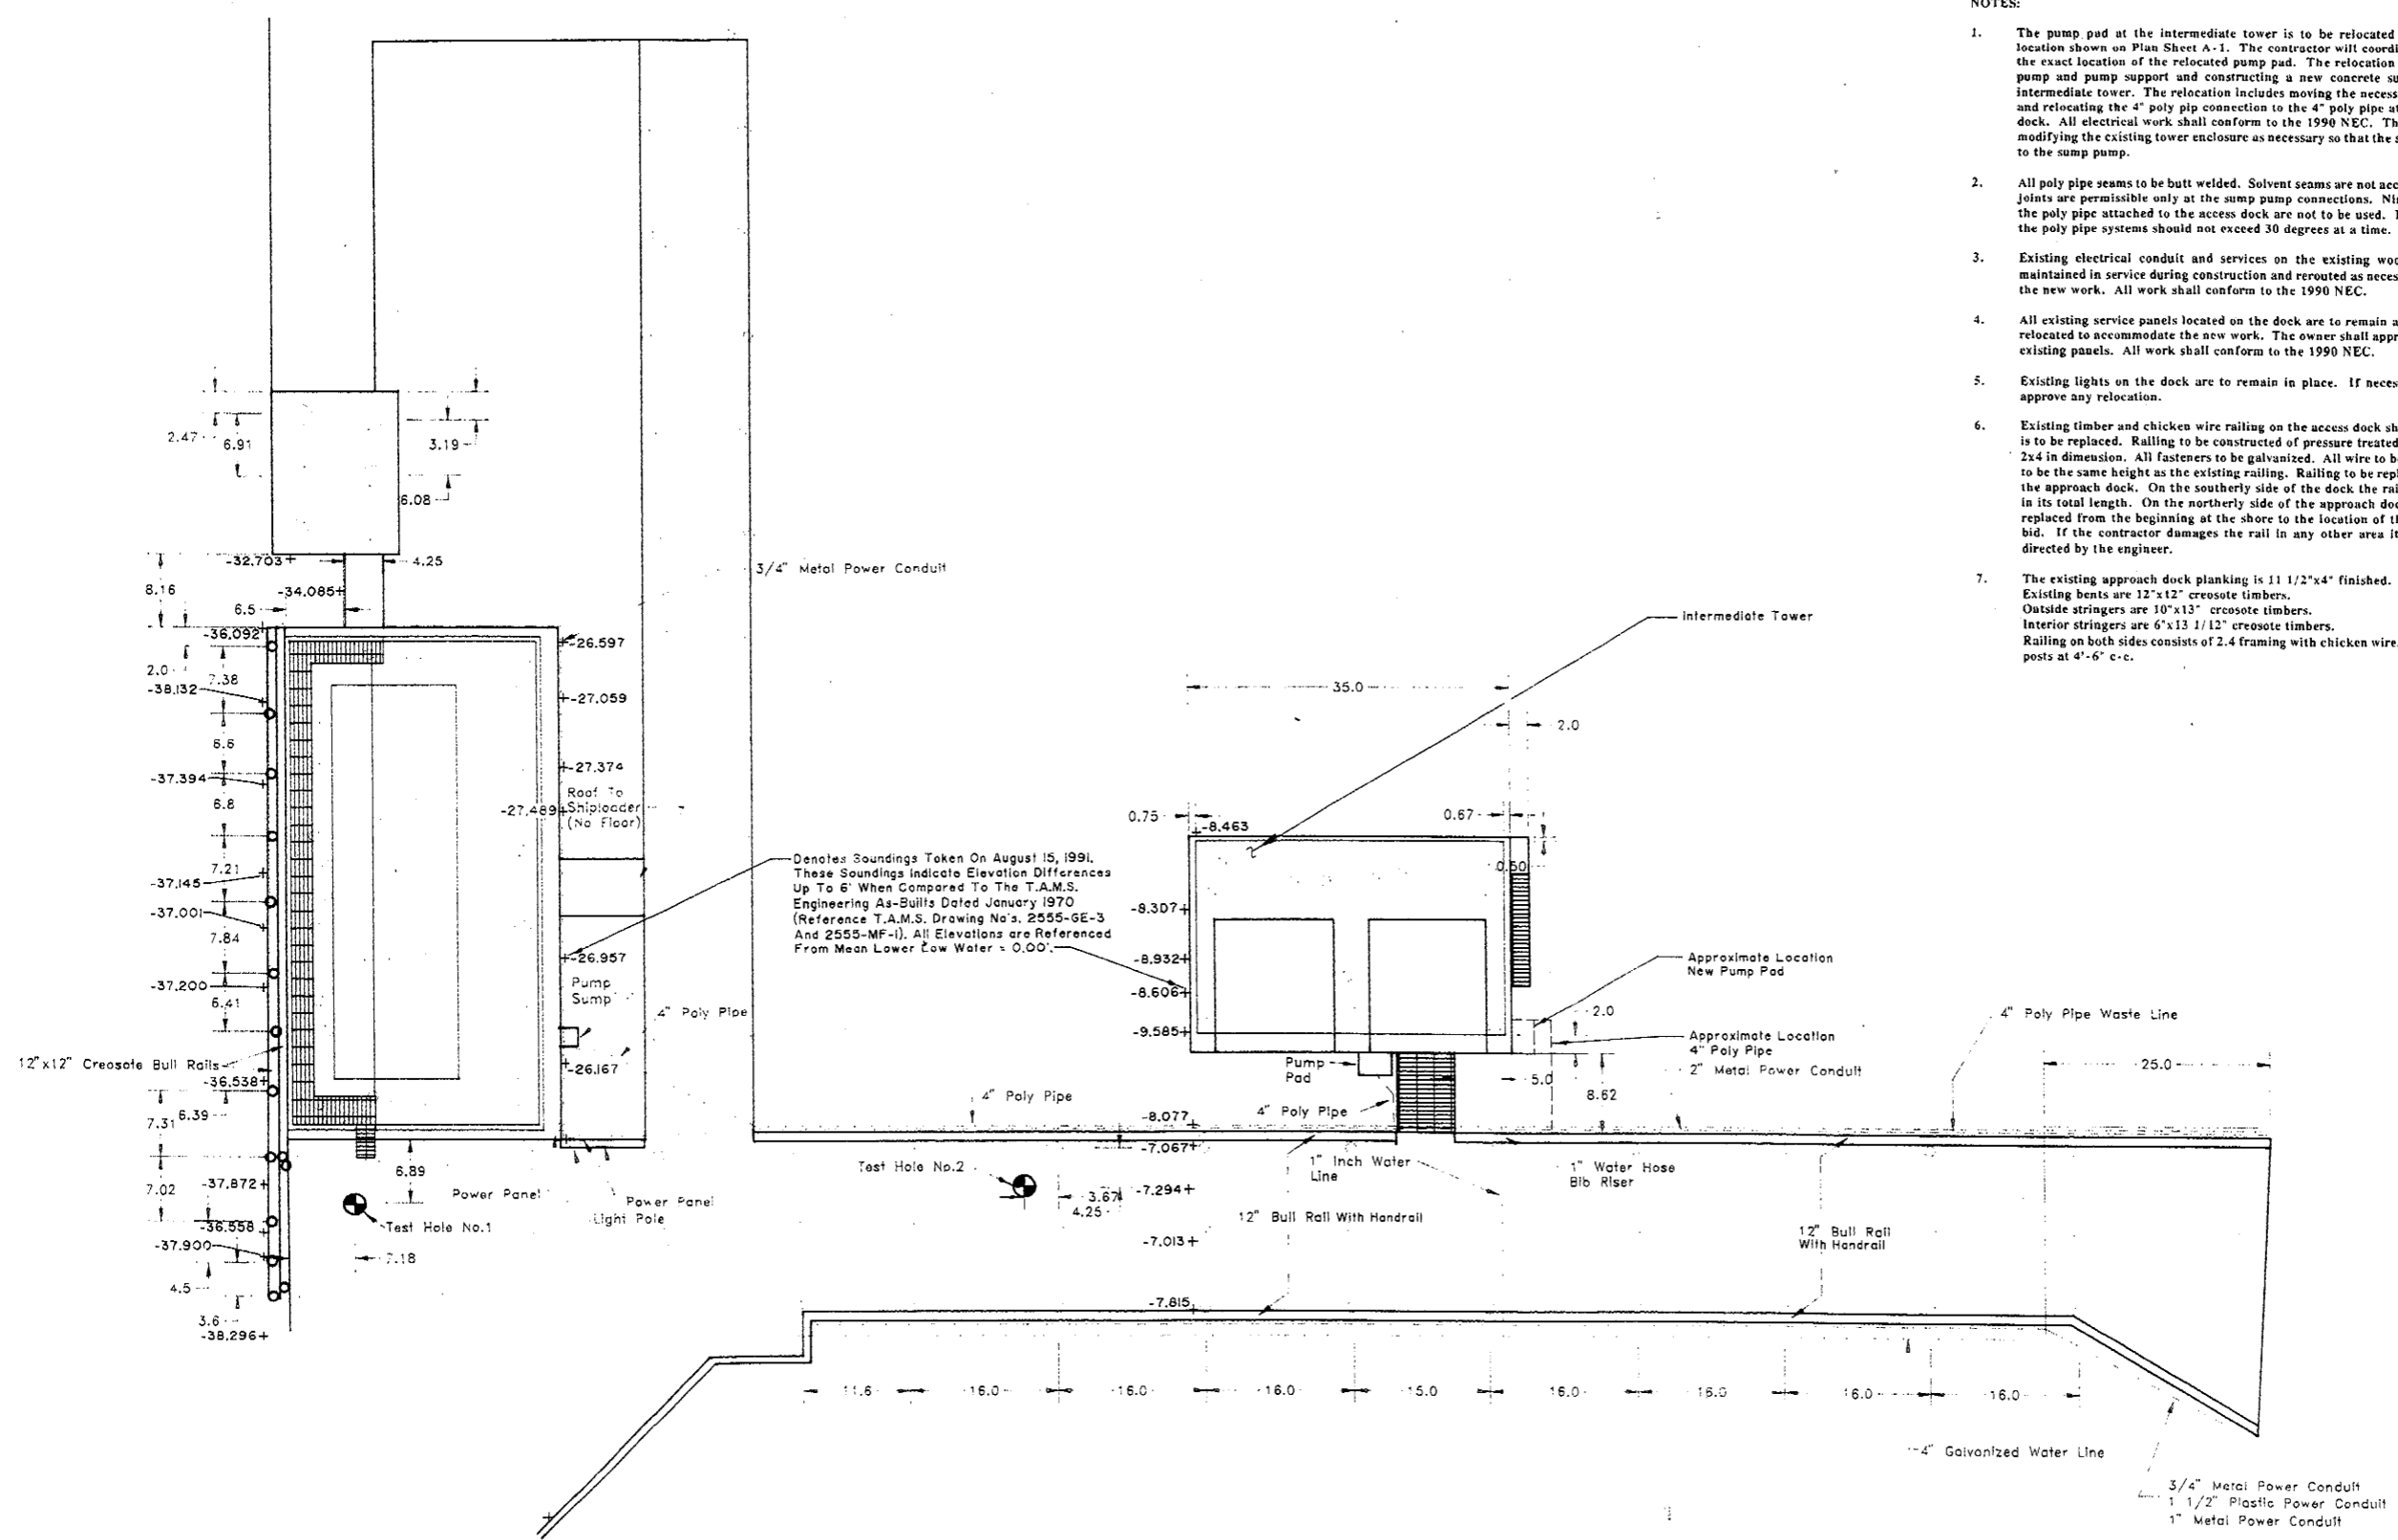 NOTES:
1. The pump pad at the intermediate tower is to be relocated
location shown on Plan Sheet A-1. The contractor will coordi
the exact location of the relocated pump pad. The relocation
pump and pump support and constructing a new concrete su
intermediate tower. The relocation includes moving the necess
and relocating the 4" poly pip connection to the 4" poly pipe at
dock. All electrical work shall conform to the 1990 NEC. Th
modifying the existing tower enclosure as necessary so that the s
to the sump pump.
2. All poly pipe seams to be butt welded. Solvent seams are not acc
joints are permissible only at the sump pump connections. Ni
the poly pipe attached to the access dock are not to be used.
the poly pipe systems should not exceed 30 degrees at a time.
3. Existing electrical conduit and services on the existing woo
maintained in service during construction and rerouted as neces
the new work. All work shall conform to the 1990 NEC.
4. All existing service panels located on the dock are to remain a
relocated to accommodate the new work. The owner shall appr
existing panels. All work shall conform to the 1990 NEC.
5. Existing lights on the dock are to remain in place. If neces
approve any relocation.
6. Existing timber and chicken wire railing on the access dock sh
is to be replaced. Railing to be constructed of pressure treated
2x4 in dimension. All fasteners to be galvanized. All wire to b
to be the same height as the existing railing. Railing to be repl
the approach dock. On the southerly side of the dock the rai
in its total length. On the northerly side of the approach doc
replaced from the beginning at the shore to the location of th
bid. If the contractor damages the rail in any other area it
directed by the engineer.
7. The existing approach dock planking is 11 1/2"x4" finished.
Existing bents are 12"x12" creosote timbers.
Outside stringers are 10"x13" creosote timbers.
Interior stringers are 6"x13 1/12" creosote timbers.
Railing on both sides consists of 2.4 framing with chicken wire.
posts at 4'-6" c-c.
2.47
6.91
3.19
6.08
-32.703
4.25
8.16
-34.085
6.5
-36.092
2.0
7.38
-38.132
6.6
-37.394
6.8
7.21
-37.145
-37.001
7.84
-37.200
6.41
12"x12" Creosote Bull Rails
-36.538
6.39
7.31
7.02
-37.872
-36.558
-37.900
4.5
3.6
-38.296
-26.597
-27.059
-27.374
Roof To
Shiploader
(No Floor)
-27.489
-26.957
Pump
Sump
-26.167
4" Poly Pipe
3/4" Metal Power Conduit
Denotes Soundings Taken On August 15, 1991.
These Soundings Indicate Elevation Differences
Up To 6' When Compared To The T.A.M.S.
Engineering As-Builts Dated January 1970
(Reference T.A.M.S. Drawing No's. 2555-GE-3
And 2555-MF-1). All Elevations are Referenced
From Mean Lower Low Water = 0.00'.
Intermediate Tower
35.0
2.0
0.75
0.67
-8.463
0.50
-8.307
-8.932
-8.606
-9.585
Approximate Location
New Pump Pad
2.0
Approximate Location
4" Poly Pipe
2" Metal Power Conduit
4" Poly Pipe Waste Line
25.0
Pump
Pad
5.0
8.62
4" Poly Pipe
4" Poly Pipe
-8.077
-7.067
6.89
Power Panel
Power Panel
Light Pole
Test Hole No.1
7.18
Test Hole No.2
3.67
4.25
-7.294
-7.013
-7.815
1" Inch Water
Line
1" Water Hose
Bib Riser
12" Bull Rail With Handrail
12" Bull Rail
With Handrail
11.6
16.0
16.0
16.0
15.0
16.0
16.0
16.0
16.0
4" Galvanized Water Line
3/4" Metal Power Conduit
1 1/2" Plastic Power Conduit
1" Metal Power Conduit